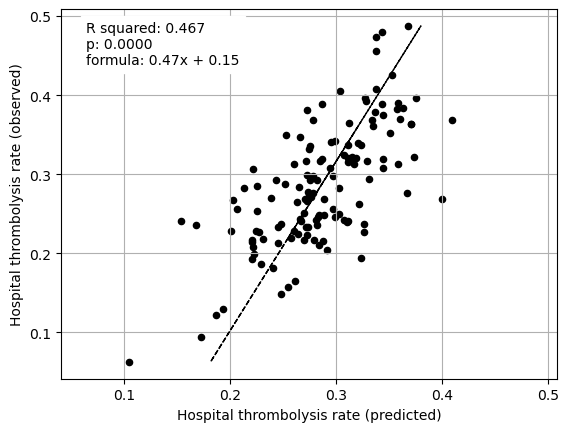 R squared: 0.467
p: 0.0000
formula: 0.47x + 0.15
0.5
0.4
0.3
0.2
0.1
Hospital thrombolysis rate (observed)
0.1 0.2 0.3 0.4 0.5
Hospital thrombolysis rate (predicted)